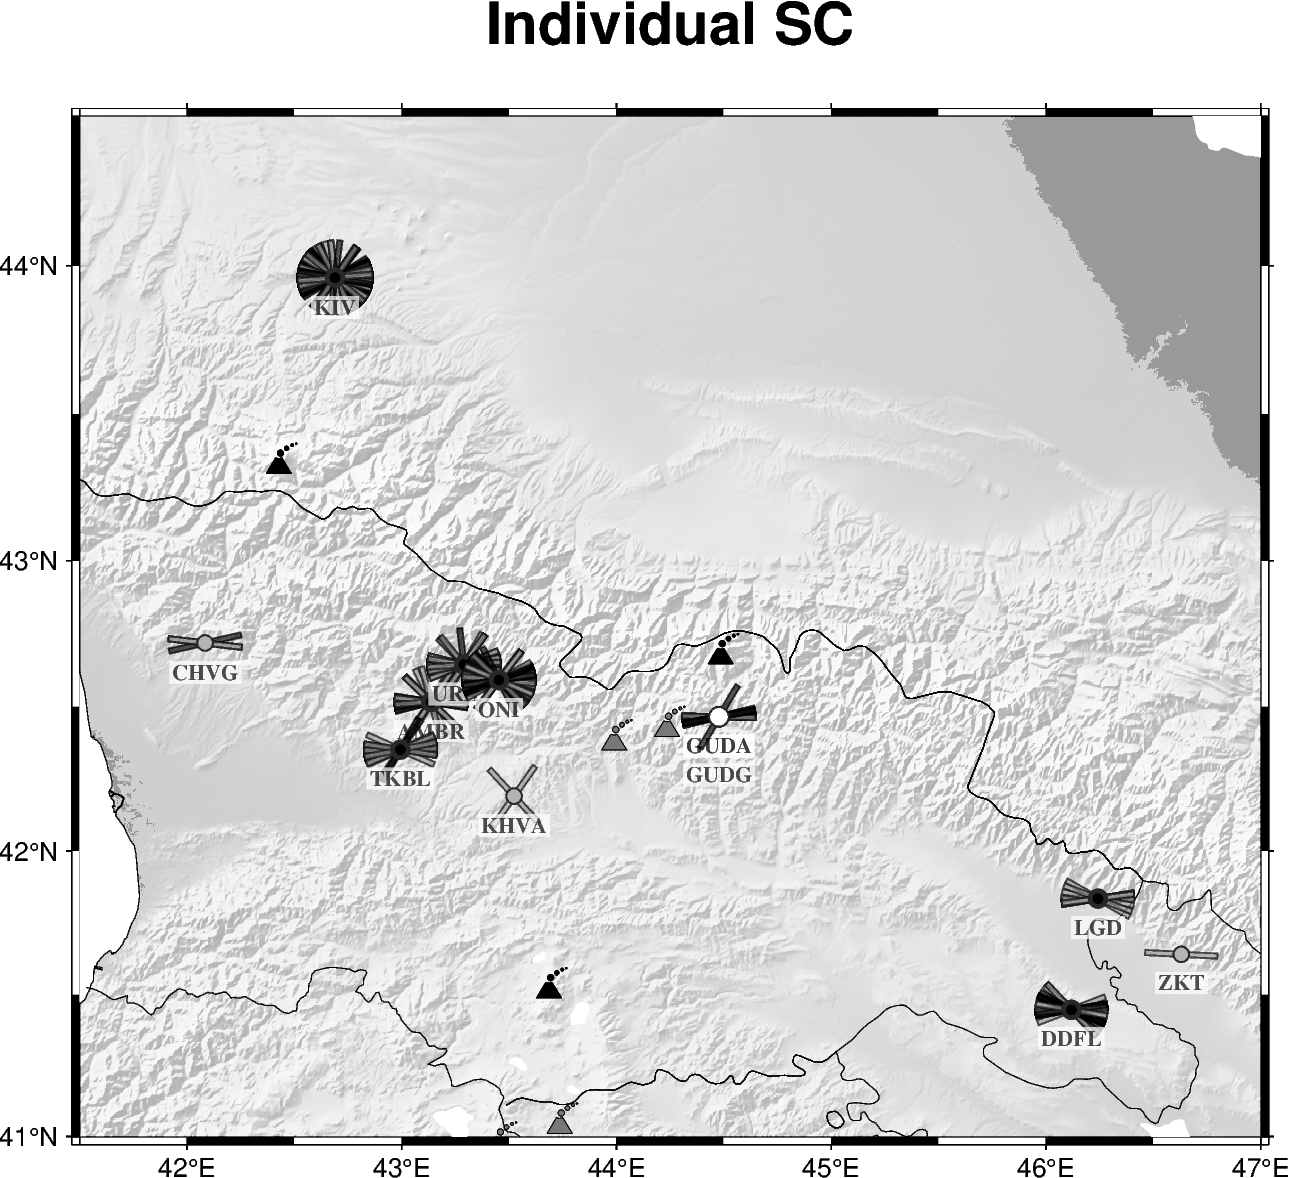 Individual SC
44°N
KIV
43°N
CHVG
UR
ONI
AMBR
TKBL
GUDA
GUDG
KHVA
42°N
LGD
ZKT
DDFL
41°N
42°E
43°E
44°E
45°E
46°E
47°E